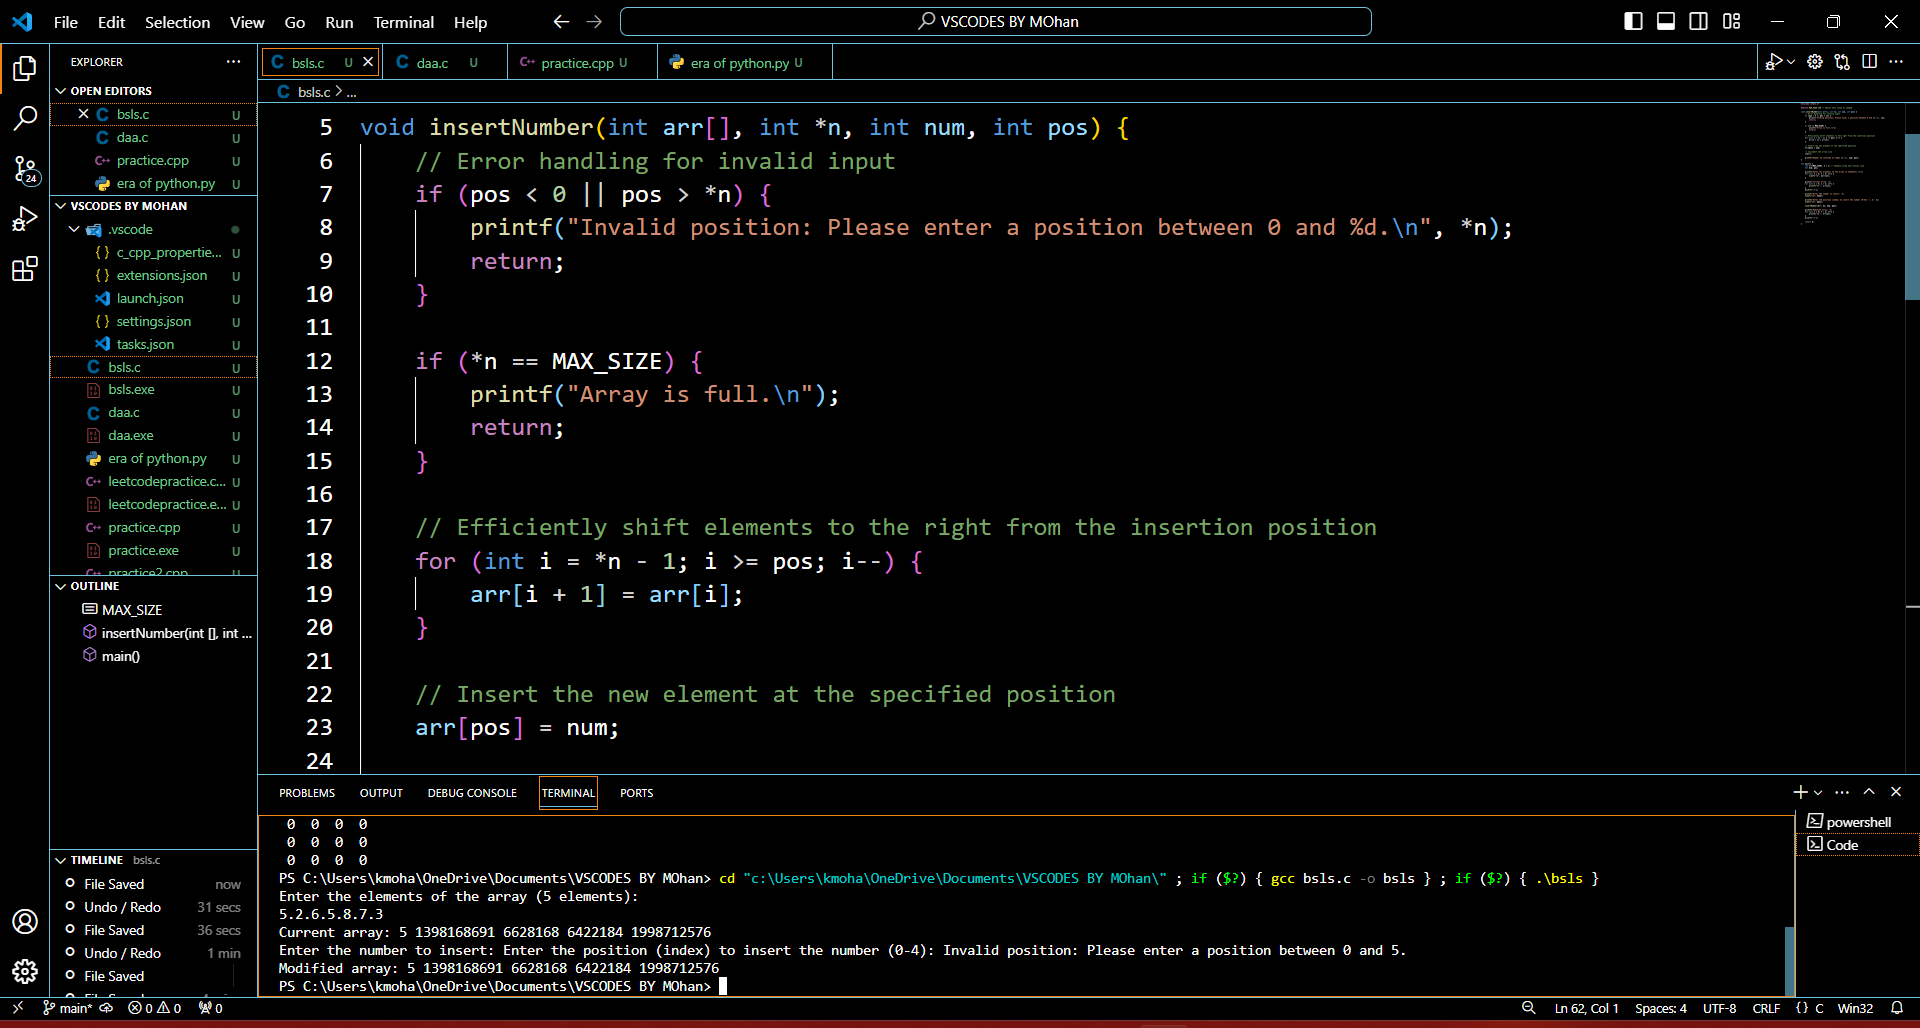 File Edit Selection View Go Run Terminal Help
VSCODES BY MOhan
EXPLORER
OPEN EDITORS
bsls.c U
daa.c U
practice.cpp U
era of python.py U
VSCODES BY MOHAN
.vscode
{} c_cpp_propertie... U
{} extensions.json U
launch.json U
{} settings.json U
tasks.json U
bsls.c U
bsls.exe U
daa.c U
daa.exe U
era of python.py U
leetcodepractice.c... U
leetcodepractice.e... U
practice.cpp U
practice.exe U
practice2.cpp U
OUTLINE
MAX_SIZE
insertNumber(int [], int ...
main()
TIMELINE bsls.c
File Saved now
Undo / Redo 31 secs
File Saved 36 secs
Undo / Redo 1 min
File Saved
bsls.c U
daa.c U
practice.cpp U
era of python.py U
bsls.c > ...
5 void insertNumber(int arr[], int *n, int num, int pos) {
6 // Error handling for invalid input
7 if (pos < 0 || pos > *n) {
8 printf("Invalid position: Please enter a position between 0 and %d.\n", *n);
9 return;
10 }
11
12 if (*n == MAX_SIZE) {
13 printf("Array is full.\n");
14 return;
15 }
16
17 // Efficiently shift elements to the right from the insertion position
18 for (int i = *n - 1; i >= pos; i--) {
19 arr[i + 1] = arr[i];
20 }
21
22 // Insert the new element at the specified position
23 arr[pos] = num;
24
PROBLEMS OUTPUT DEBUG CONSOLE TERMINAL PORTS
0 0 0 0
0 0 0 0
0 0 0 0
PS C:\Users\kmoha\OneDrive\Documents\VSCODES BY MOhan> cd "c:\Users\kmoha\OneDrive\Documents\VSCODES BY MOhan\" ; if ($?) { gcc bsls.c -o bsls } ; if ($?) { .\bsls }
Enter the elements of the array (5 elements):
5.2.6.5.8.7.3
Current array: 5 1398168691 6628168 6422184 1998712576
Enter the number to insert: Enter the position (index) to insert the number (0-4): Invalid position: Please enter a position between 0 and 5.
Modified array: 5 1398168691 6628168 6422184 1998712576
PS C:\Users\kmoha\OneDrive\Documents\VSCODES BY MOhan>
powershell
Code
24
main* 0 0 0
Ln 62, Col 1 Spaces: 4 UTF-8 CRLF {} C Win32